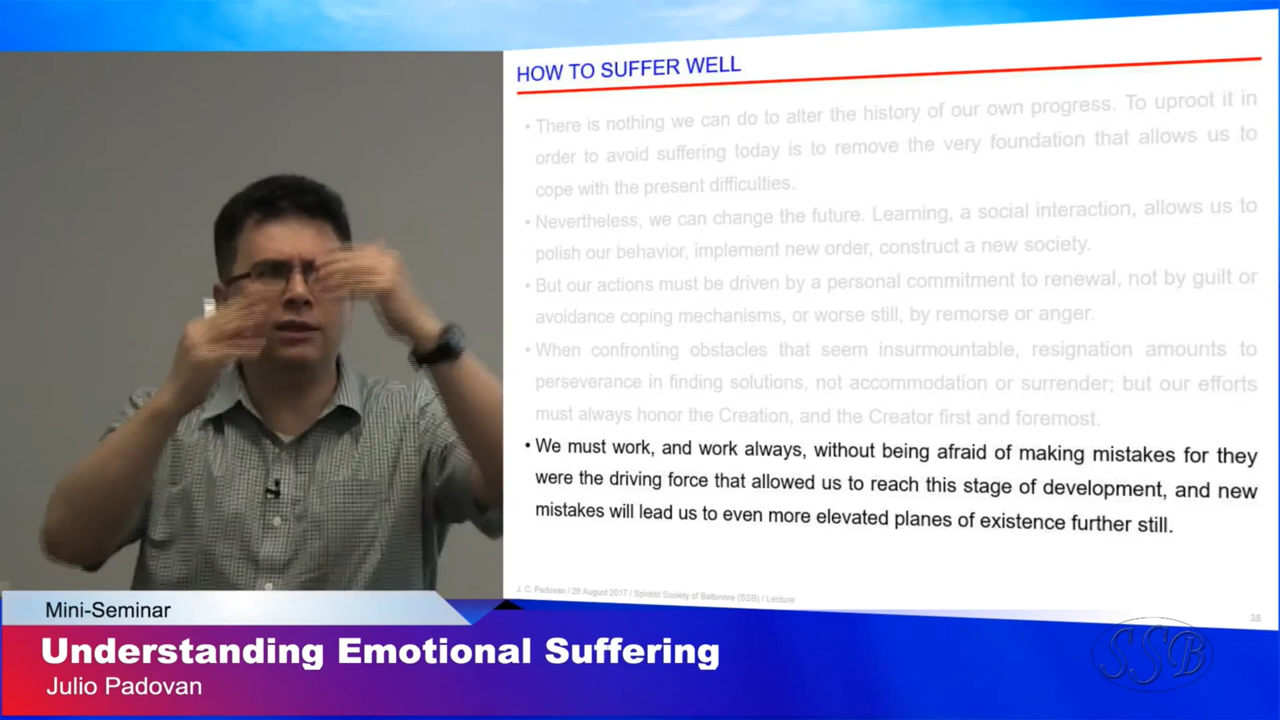 HOW TO SUFFER WELL
• There is nothing we can do to alter the history of our own progress. To uproot it in
order to avoid suffering today is to remove the very foundation that allows us to
cope with the present difficulties.
• Nevertheless, we can change the future. Learning, a social interaction, allows us to
polish our behavior, implement new order, construct a new society.
• But our actions must be driven by a personal commitment to renewal, not by guilt or
avoidance coping mechanisms, or worse still, by remorse or anger.
• When confronting obstacles that seem insurmountable, resignation amounts to
perseverance in finding solutions, not accommodation or surrender; but our efforts
must always honor the Creation, and the Creator first and foremost.
• We must work, and work always, without being afraid of making mistakes for they
were the driving force that allowed us to reach this stage of development, and new
mistakes will lead us to even more elevated planes of existence further still.
J. C. Padovan / 26 August 2017 / Spiritist Society of Baltimore (SSB) / Lecture
38
Mini-Seminar
Understanding Emotional Suffering
Julio Padovan
SSB